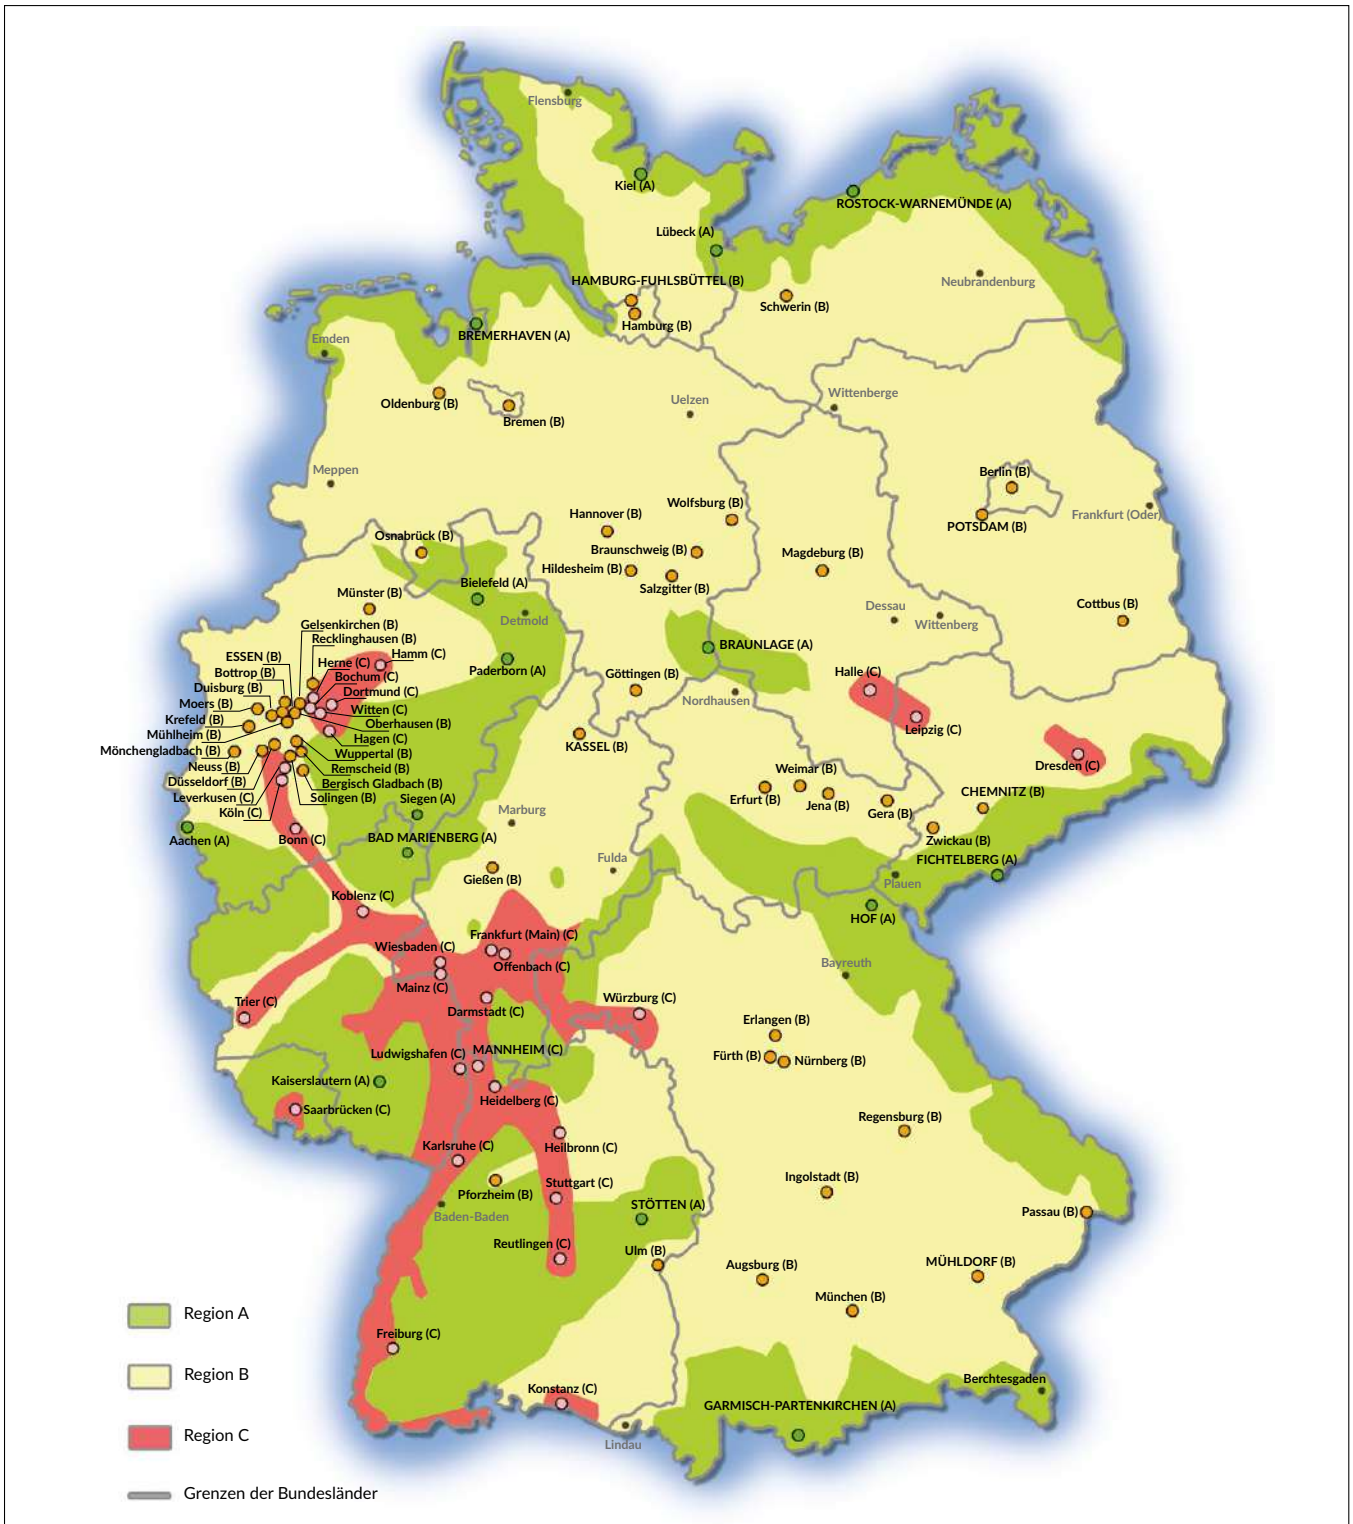 Flensburg
Kiel (A)
ROSTOCK-WARNEMÜNDE (A)
Lübeck (A)
HAMBURG-FUHLSBÜTTEL (B)
Neubrandenburg
Schwerin (B)
Hamburg (B)
BREMERHAVEN (A)
Emden
Oldenburg (B)
Bremen (B)
Uelzen
Wittenberge
Meppen
Berlin (B)
Wolfsburg (B)
Hannover (B)
Frankfurt (Oder)
POTSDAM (B)
Osnabrück (B)
Braunschweig (B)
Magdeburg (B)
Hildesheim (B)
Salzgitter (B)
Bielefeld (A)
Münster (B)
Dessau
Cottbus (B)
Detmold
Wittenberg
Gelsenkirchen (B)
Recklinghausen (B)
BRAUNLAGE (A)
ESSEN (B)
Herne (C)
Hamm (C)
Bottrop (B)
Bochum (C)
Paderborn (A)
Göttingen (B)
Halle (C)
Duisburg (B)
Dortmund (C)
Nordhausen
Moers (B)
Witten (C)
Krefeld (B)
Oberhausen (B)
Leipzig (C)
Mühlheim (B)
Hagen (C)
KASSEL (B)
Mönchengladbach (B)
Wuppertal (B)
Neuss (B)
Remscheid (B)
Dresden (C)
Weimar (B)
Düsseldorf (B)
Bergisch Gladbach (B)
Leverkusen (C)
Solingen (B)
Siegen (A)
Erfurt (B)
Jena (B)
CHEMNITZ (B)
Köln (C)
Marburg
Gera (B)
Aachen (A)
Bonn (C)
BAD MARIENBERG (A)
Zwickau (B)
Fulda
FICHTELBERG (A)
Gießen (B)
Plauen
Koblenz (C)
HOF (A)
Frankfurt (Main) (C)
Wiesbaden (C)
Offenbach (C)
Bayreuth
Mainz (C)
Trier (C)
Darmstadt (C)
Würzburg (C)
Erlangen (B)
Ludwigshafen (C)
MANNHEIM (C)
Fürth (B)
Nürnberg (B)
Kaiserslautern (A)
Heidelberg (C)
Saarbrücken (C)
Regensburg (B)
Karlsruhe (C)
Heilbronn (C)
Ingolstadt (B)
Stuttgart (C)
Pforzheim (B)
STÖTTEN (A)
Baden-Baden
Passau (B)
Reutlingen (C)
Ulm (B)
Augsburg (B)
MÜHLDORF (B)
München (B)
Region A
Freiburg (C)
Region B
Berchtesgaden
Konstanz (C)
GARMISCH-PARTENKIRCHEN (A)
Region C
Lindau
Grenzen der Bundesländer